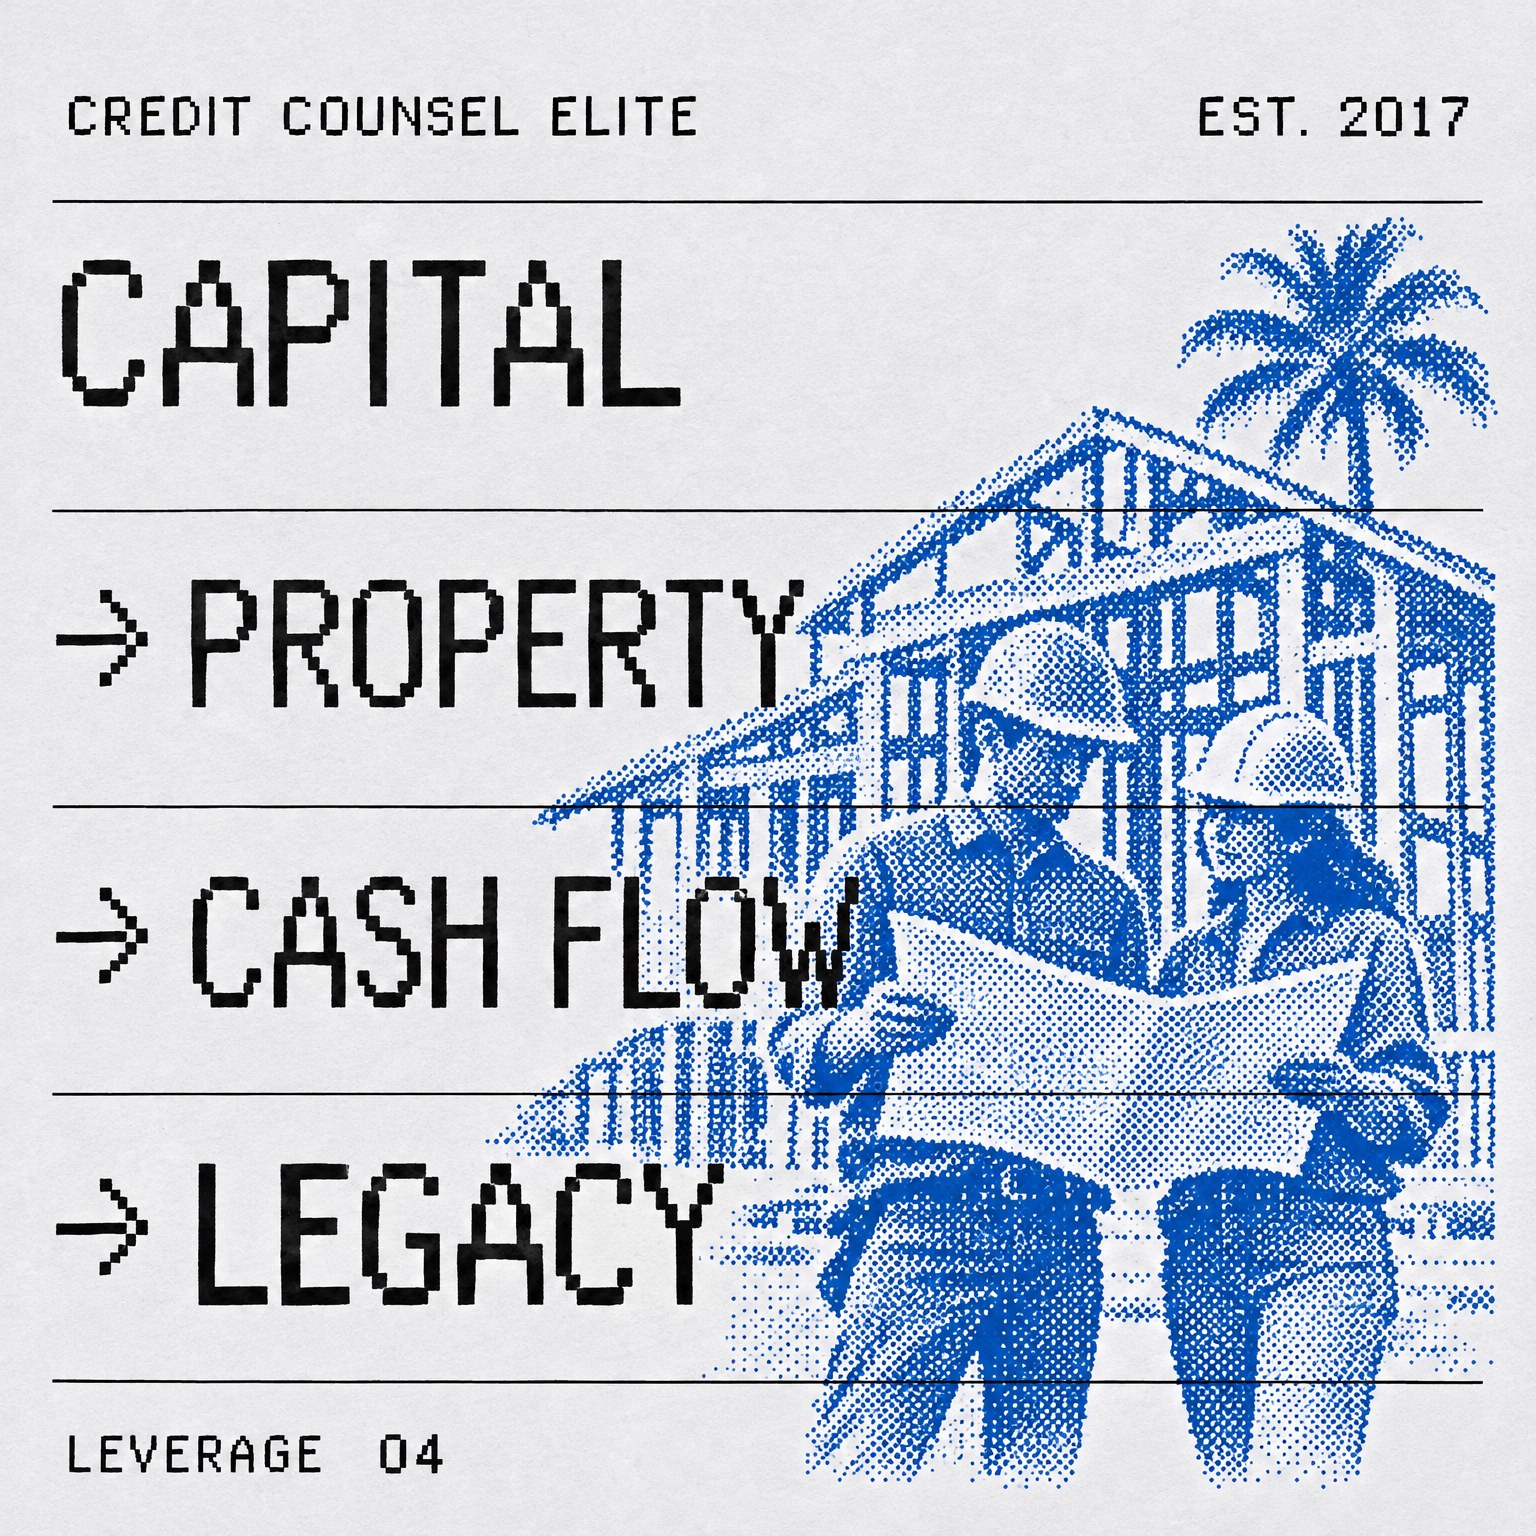 CREDIT COUNSEL ELITE EST. 2017
CAPITAL
→ PROPERTY
→ CASH FLOW
→ LEGACY
LEVERAGE 04